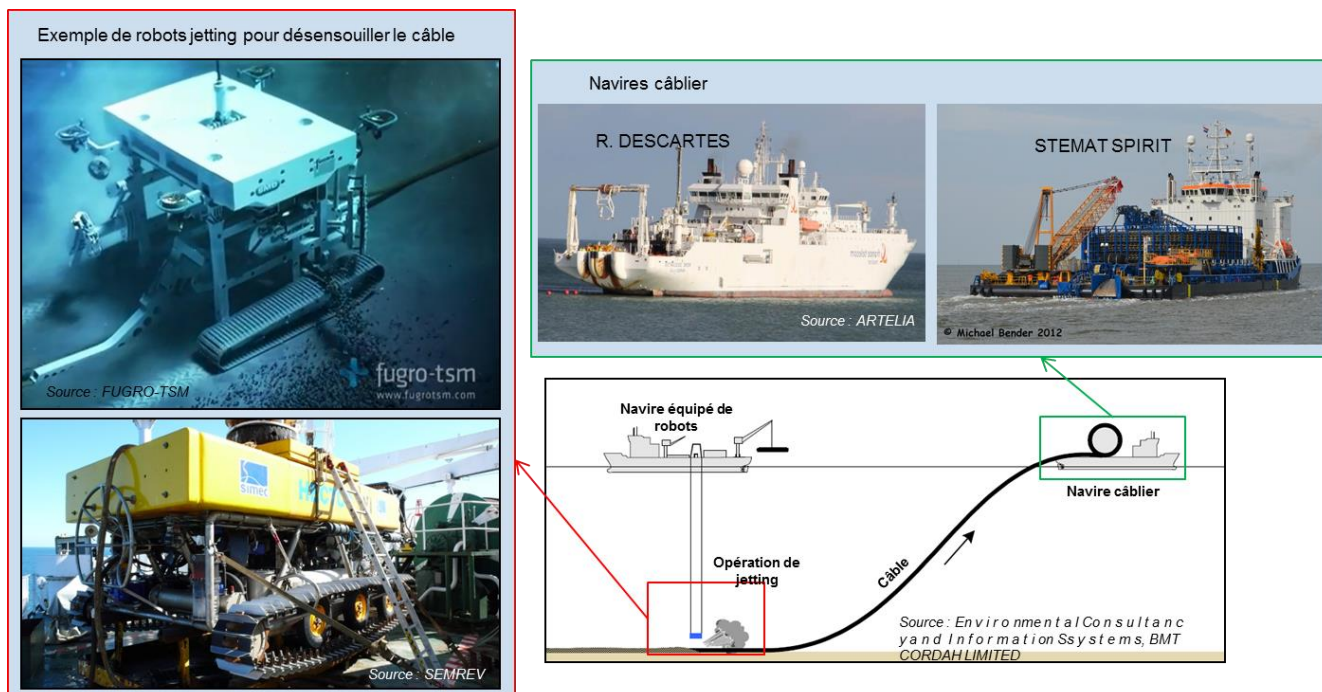 Exemple de robots jetting pour désensouiller le câble
Source : FUGRO-TSM
fugro-tsm
www.fugrotsm.com
simec
Source : SEMREV
Navires câblier
R. DESCARTES
Source : ARTELIA
STEMAT SPIRIT
© Michael Bender 2012
Navire équipé de
robots
Navire câblier
Opération de
jetting
Câble
Source : E n v i r o n m e n t a l C o n s u l t a n c
y a n d I n f o r m a t i o n S s y s t e m s, BMT
CORDAH LIMITED